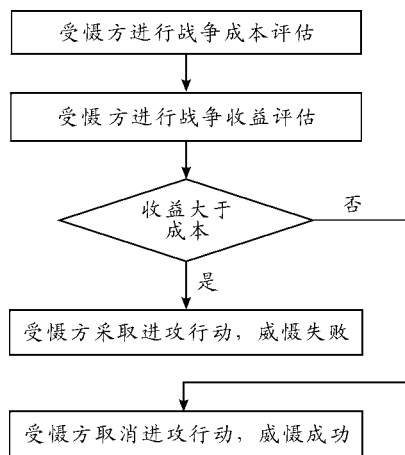 受慑方进行战争成本评估
受慑方进行战争收益评估
收益大于
成本
否
是
受慑方采取进攻行动，威慑失败
受慑方取消进攻行动，威慑成功